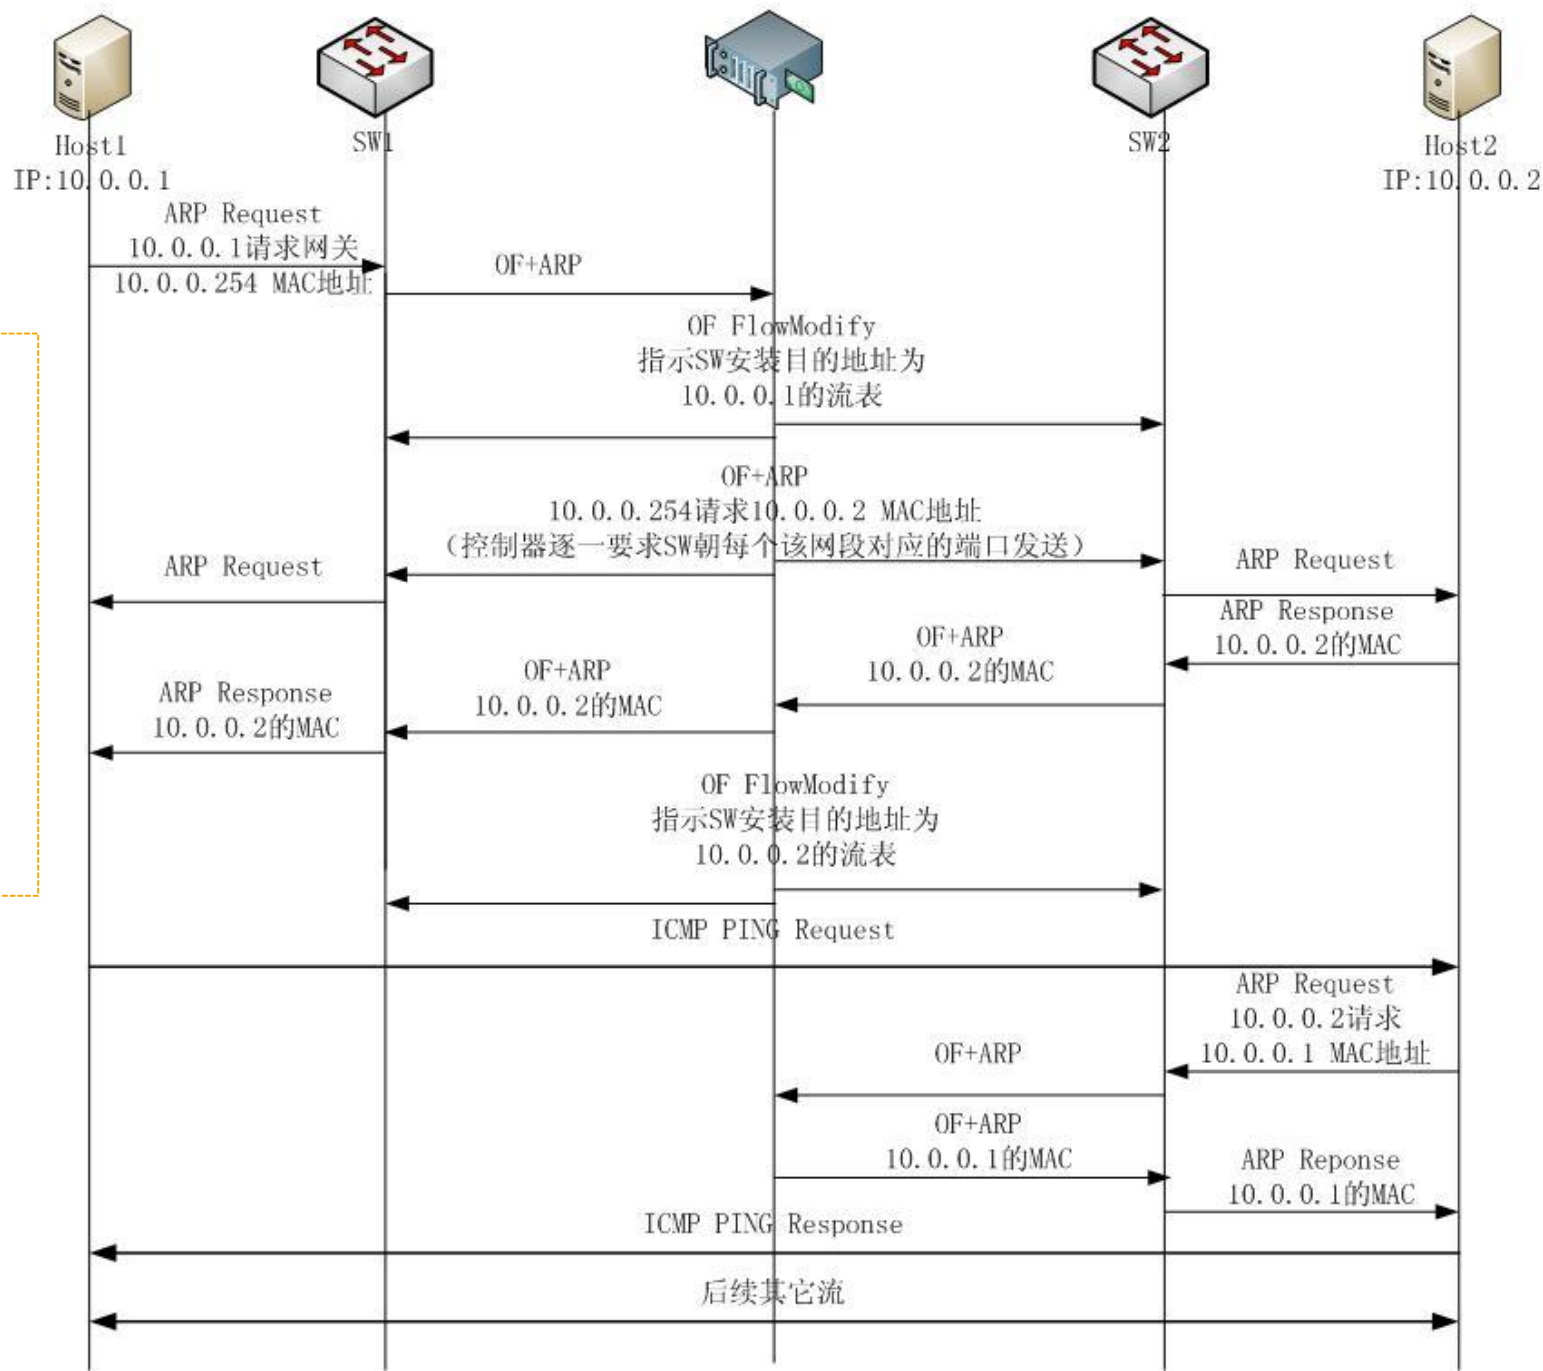 Host1
IP:10.0.0.1
SW1
SW2
Host2
IP:10.0.0.2
ARP Request
10.0.0.1请求网关
10.0.0.254 MAC地址
OF+ARP
OF FlowModify
指示SW安装目的地址为
10.0.0.1的流表
OF+ARP
10.0.0.254请求10.0.0.2 MAC地址
（控制器逐一要求SW朝每个该网段对应的端口发送）
ARP Request
ARP Request
ARP Response
10.0.0.2的MAC
OF+ARP
10.0.0.2的MAC
OF+ARP
10.0.0.2的MAC
ARP Response
10.0.0.2的MAC
OF FlowModify
指示SW安装目的地址为
10.0.0.2的流表
ICMP PING Request
ARP Request
10.0.0.2请求
10.0.0.1 MAC地址
OF+ARP
OF+ARP
10.0.0.1的MAC
ARP Reponse
10.0.0.1的MAC
ICMP PING Response
后续其它流